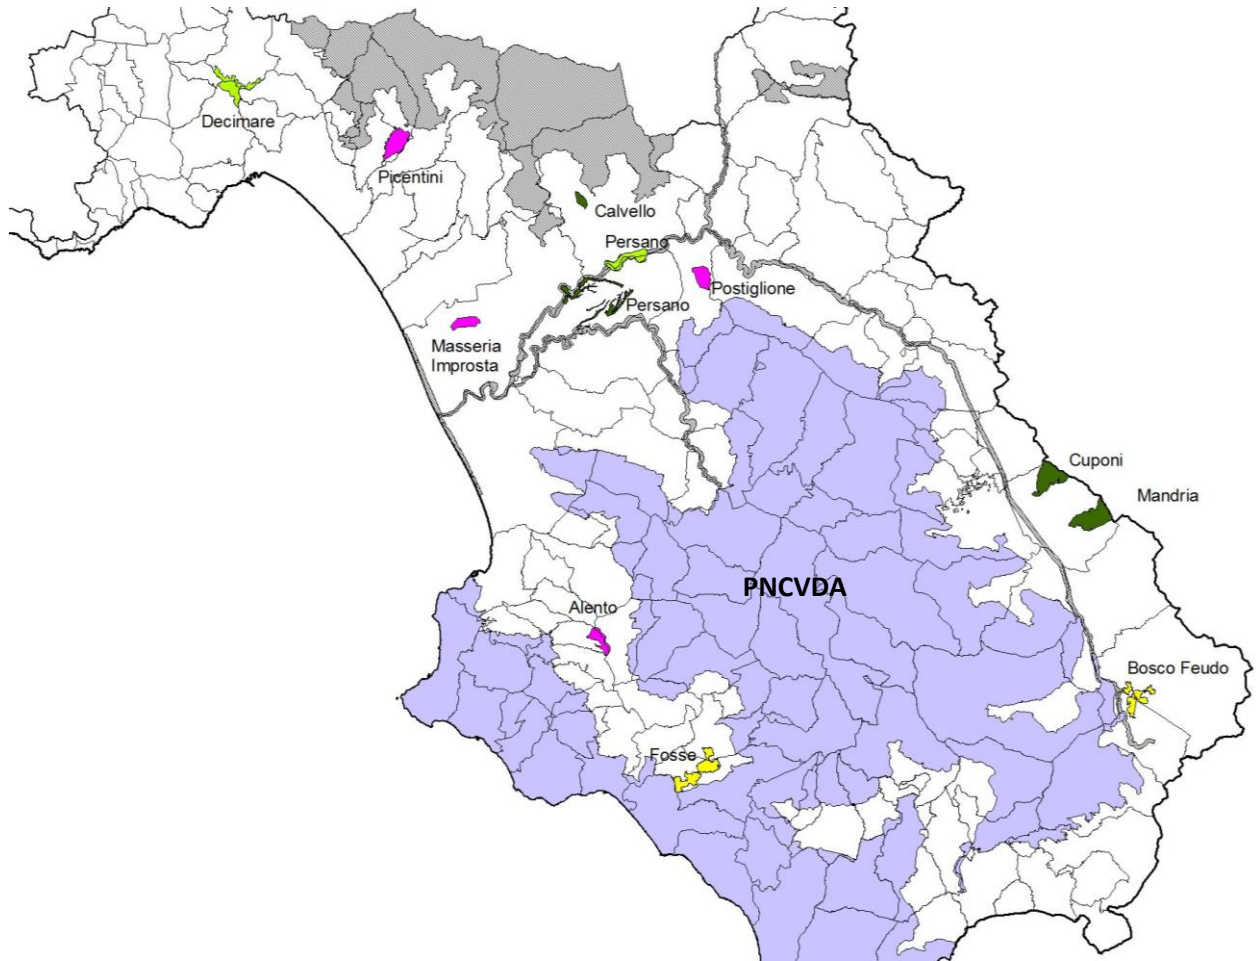 Decimare
Picentini
Calvello
Persano
Postiglione
Persano
Masseria
Improsta
Cuponi
Mandria
PNCVDA
Alento
Bosco Feudo
Fosse